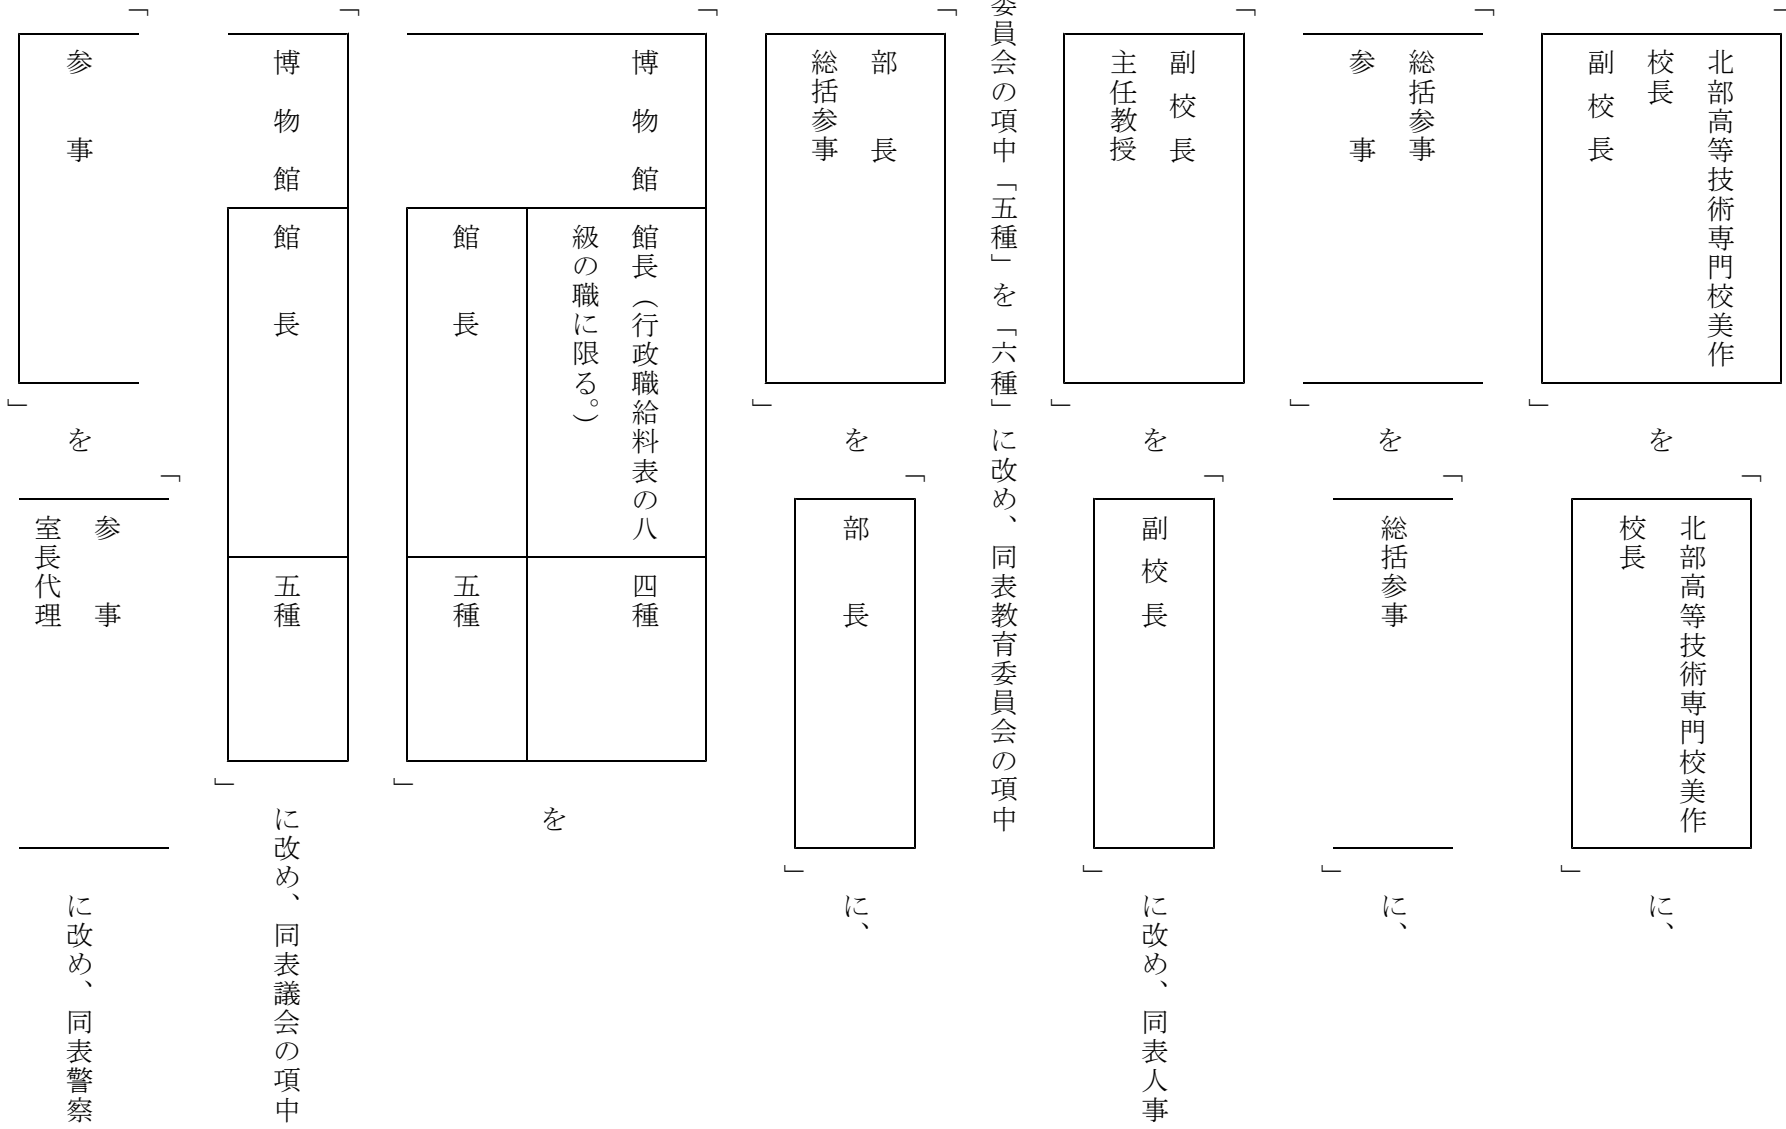 「
北部高等技術専門校美作
校長
副校長
」
を
「
北部高等技術専門校美作
校長
」
に、
「
総括参事
参事
」
を
「
総括参事
」
に、
「
副校長
主任教授
」
を
「
副校長
」
に改め、同表人事
委員会の項中「五種」を「六種」に改め、同表教育委員会の項中
「
部長
総括参事
」
を
「
部長
」
に、
「
博物館
館長（行政職給料表の八
級の職に限る。）
四種
館長
五種
」
を
「
博物館
館長
五種
」
に改め、同表議会の項中
「
参事
」
を
「
参事
室長代理
に改め、同表警察